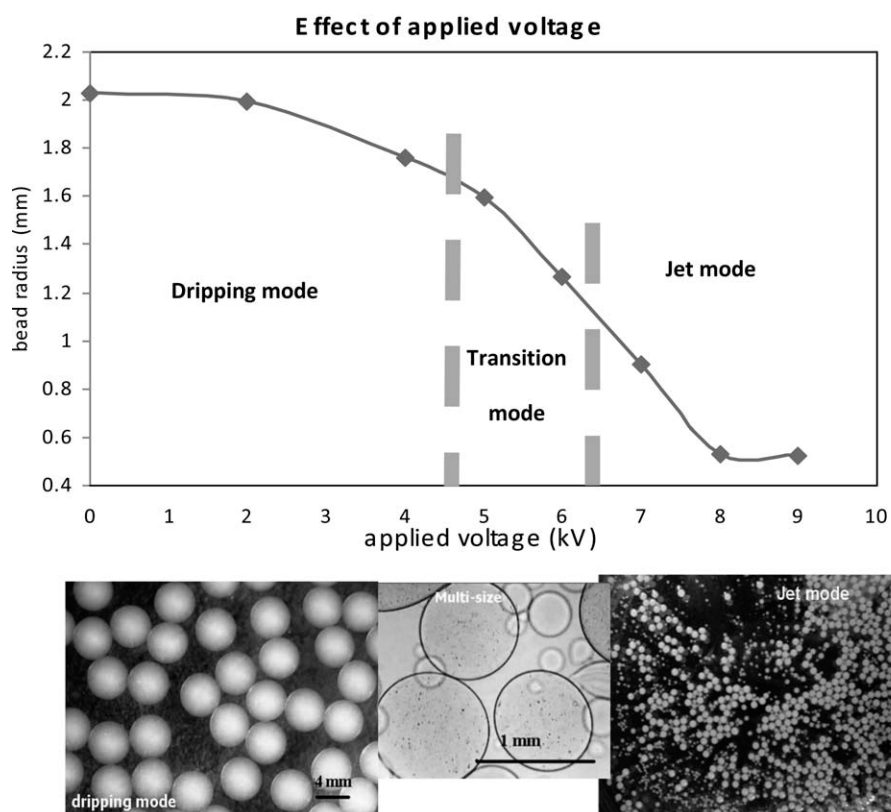 Effect of applied voltage
2.2
2
1.8
1.6
1.4
1.2
1
0.8
0.6
0.4
bead radius (mm)
Dripping mode
Transition
mode
Jet mode
0 1 2 3 4 5 6 7 8 9 10
applied voltage (kV)
dripping mode
4 mm
Multi-size
1 mm
Jet mode